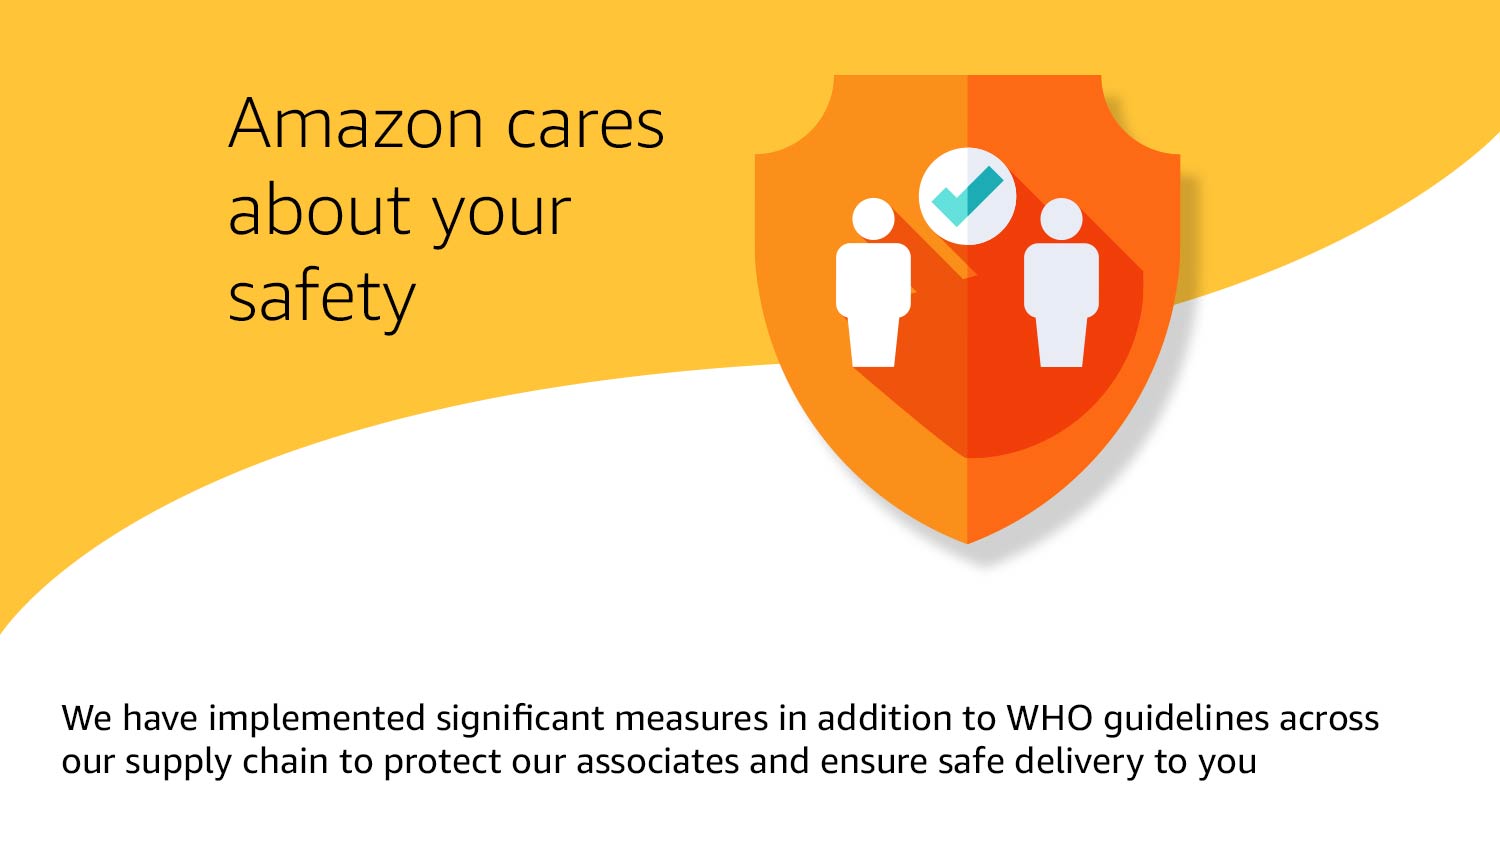 Amazon cares
about your
safety
We have implemented significant measures in addition to WHO guidelines across
our supply chain to protect our associates and ensure safe delivery to you